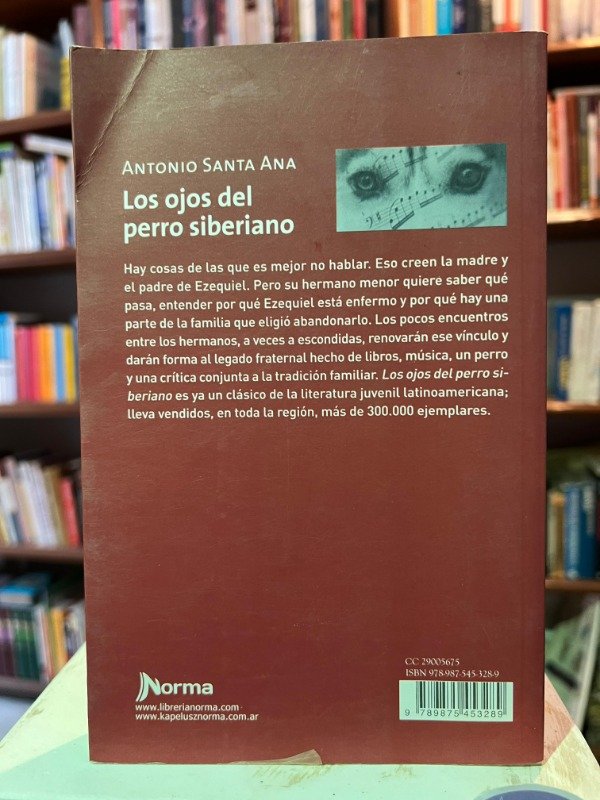 ANTONIO SANTA ANA
Los ojos del
perro siberiano
Hay cosas de las que es mejor no hablar. Eso creen la madre y
el padre de Ezequiel. Pero su hermano menor quiere saber qué
pasa, entender por qué Ezequiel está enfermo y por qué hay una
parte de la familia que eligió abandonarlo. Los pocos encuentros
entre los hermanos, a veces a escondidas, renovarán ese vínculo y
darán forma al legado fraternal hecho de libros, música, un perro
y una crítica conjunta a la tradición familiar. Los ojos del perro si-
beriano es ya un clásico de la literatura juvenil latinoamericana;
lleva vendidos, en toda la región, más de 300.000 ejemplares.
CC 29005675
ISBN 978-987-545-328-9
Norma
www.librerianorma.com
www.kapelusznorma.com.ar
9 789875 453289